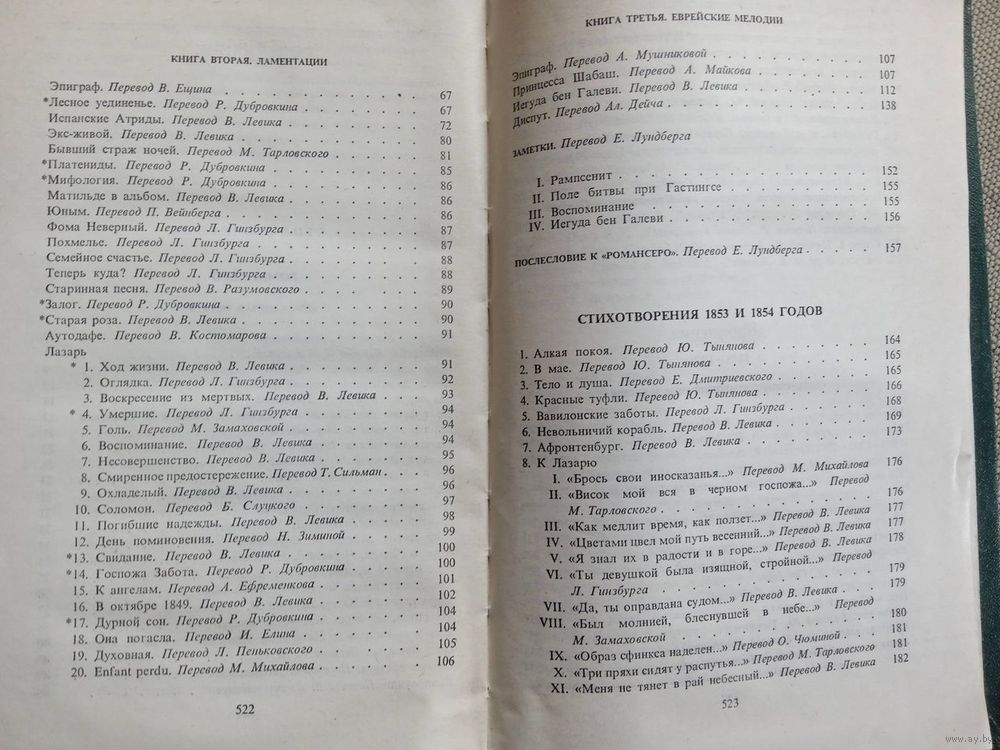 КНИГА ВТОРАЯ. ЛАМЕНТАЦИИ
Эпиграф. Перевод В. Ещина . . . . . . . . . . . . 67
*Лесное уединенье. Перевод Р. Дубровкина . . . . . . . 67
Испанские Атриды. Перевод В. Левика . . . . . . . . 72
Экс-живой. Перевод В. Левика . . . . . . . . . . . 80
Бывший страж ночей. Перевод М. Тарловского . . . . . 81
*Платениды. Перевод Р. Дубровкина . . . . . . . . . 85
*Мифология. Перевод Р. Дубровкина . . . . . . . . . 86
Матильде в альбом. Перевод В. Левика . . . . . . . . 86
Юным. Перевод П. Вейнберга . . . . . . . . . . . . 86
Фома Неверный. Перевод Л. Гинзбурга . . . . . . . . 87
Похмелье. Перевод Л. Гинзбурга . . . . . . . . . . 87
Семейное счастье. Перевод Л. Гинзбурга . . . . . . . 88
Теперь куда? Перевод Л. Гинзбурга . . . . . . . . . 88
Старинная песня. Перевод В. Разумовского . . . . . . 89
*Залог. Перевод Р. Дубровкина . . . . . . . . . . . 90
*Старая роза. Перевод В. Левика . . . . . . . . . . 90
Аутодафе. Перевод В. Костомарова . . . . . . . . . 91
Лазарь
* 1. Ход жизни. Перевод В. Левика . . . . . . . . . 91
2. Оглядка. Перевод Л. Гинзбурга . . . . . . . . . 92
3. Воскресение из мертвых. Перевод В. Левика . . . . 93
* 4. Умершие. Перевод Л. Гинзбурга . . . . . . . . 94
5. Голь. Перевод М. Замаховской . . . . . . . . . 94
6. Воспоминание. Перевод В. Левика . . . . . . . . 94
7. Несовершенство. Перевод В. Левика . . . . . . . 95
8. Смиренное предостережение. Перевод Т. Сильман . . . 96
9. Охладелый. Перевод В. Левика . . . . . . . . . 96
10. Соломон. Перевод Б. Слуцкого . . . . . . . . . 97
11. Погибшие надежды. Перевод В. Левика . . . . . . 98
12. День поминовения. Перевод Н. Зиминой . . . . . . 99
*13. Свидание. Перевод В. Левика . . . . . . . . . 100
*14. Госпожа Забота. Перевод Р. Дубровкина . . . . . 100
15. К ангелам. Перевод А. Ефременкова . . . . . . . 101
16. В октябре 1849. Перевод В. Левика . . . . . . . 102
*17. Дурной сон. Перевод Р. Дубровкина . . . . . . . 104
18. Она погасла. Перевод И. Елина . . . . . . . . . 104
19. Духовная. Перевод Л. Пеньковского . . . . . . . 105
20. Enfant perdu. Перевод М. Михайлова . . . . . . . 106
522
КНИГА ТРЕТЬЯ. ЕВРЕЙСКИЕ МЕЛОДИИ
Эпиграф. Перевод А. Мушниковой . . . . . . . . . . 107
Принцесса Шабаш. Перевод А. Майкова . . . . . . . . 107
Иегуда бен Галеви. Перевод В. Левика . . . . . . . . 112
Диспут. Перевод Ал. Дейча . . . . . . . . . . . . 138
ЗАМЕТКИ. Перевод Е. Лундберга
I. Рампсенит . . . . . . . . . . . . . . . . 152
II. Поле битвы при Гастингсе . . . . . . . . . . 155
III. Воспоминание . . . . . . . . . . . . . . . 155
IV. Иегуда бен Галеви . . . . . . . . . . . . . 156
ПОСЛЕСЛОВИЕ К «РОМАНСЕРО». Перевод Е. Лундберга . . . . 157
СТИХОТВОРЕНИЯ 1853 И 1854 ГОДОВ
1. Алкая покоя. Перевод Ю. Тынянова . . . . . . . . 164
2. В мае. Перевод Ю. Тынянова . . . . . . . . . . 165
3. Тело и душа. Перевод Е. Дмитриевского . . . . . . 165
4. Красные туфли. Перевод Ю. Тынянова . . . . . . . 166
5. Вавилонские заботы. Перевод Л. Гинзбурга . . . . . 168
6. Невольничий корабль. Перевод В. Левика . . . . . . 169
7. Афронтенбург. Перевод В. Левика . . . . . . . . 173
8. К Лазарю
I. «Брось свои иносказанья...» Перевод М. Михайлова 176
II. «Висок мой вся в черном госпожа...» Перевод
М. Тарловского . . . . . . . . . . . . . . 176
III. «Как медлит время, как ползет...» Перевод В. Левика 177
IV. «Цветами цвел мой путь весенний...» Перевод В. Левика 177
V. «Я знал их в радости и в горе...» Перевод В. Левика 178
VI. «Ты девушкой была изящной, стройной...» Перевод
Л. Гинзбурга . . . . . . . . . . . . . . . 179
VII. «Да, ты оправдана судом...» Перевод В. Левика . . . 179
VIII. «Был молнией, блеснувшей в небе...» Перевод
М. Замаховской . . . . . . . . . . . . . . 180
IX. «Образ сфинкса наделен...» Перевод О. Чюминой . . 181
X. «Три пряхи сидят у распутья...» Перевод М. Тарловского 181
XI. «Меня не тянет в рай небесный...» Перевод В. Левика 182
523
www.ay.by